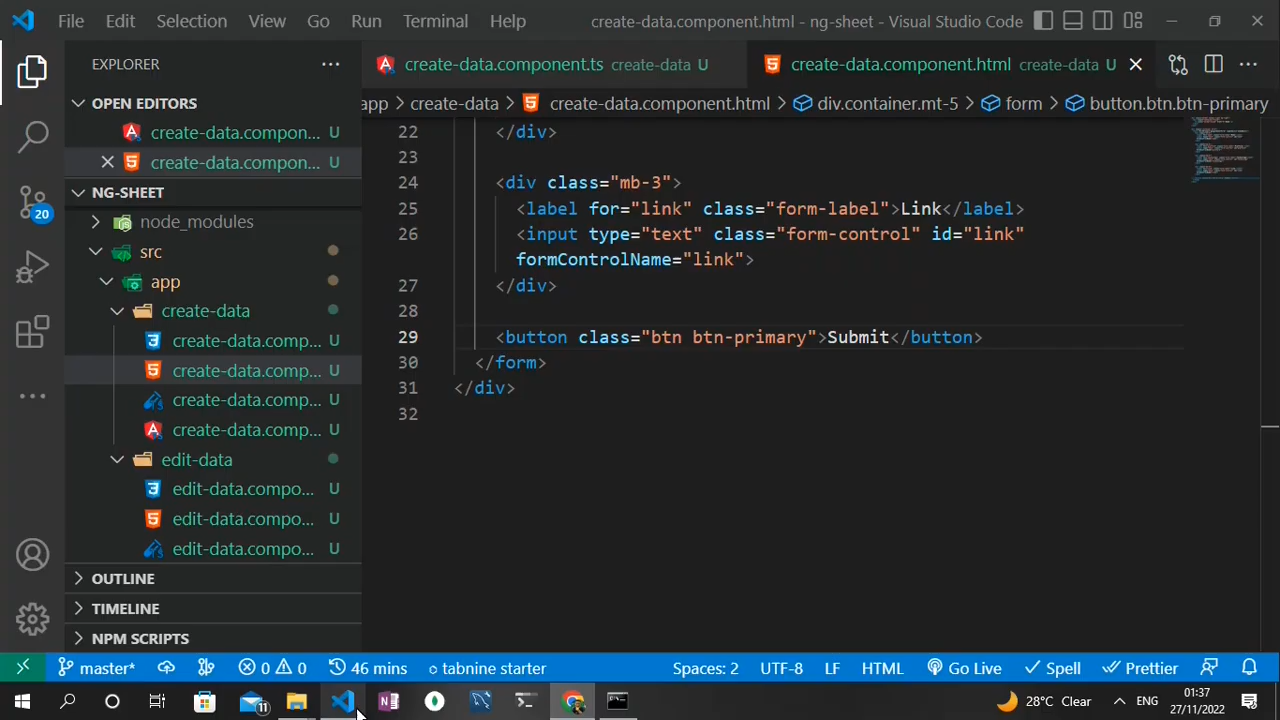 File Edit Selection View Go Run Terminal Help create-data.component.html - ng-sheet - Visual Studio Code
EXPLORER
create-data.component.ts create-data U
create-data.component.html create-data U
OPEN EDITORS
create-data.compon... U
create-data.compon... U
NG-SHEET
node_modules
src
app
create-data
create-data.comp... U
create-data.comp... U
create-data.comp... U
create-data.comp... U
edit-data
edit-data.compo... U
edit-data.compo... U
edit-data.compo... U
OUTLINE
TIMELINE
NPM SCRIPTS
app > create-data > create-data.component.html > div.container.mt-5 > form > button.btn.btn-primary
22 </div>
23
24 <div class="mb-3">
25 <label for="link" class="form-label">Link</label>
26 <input type="text" class="form-control" id="link"
formControlName="link">
27 </div>
28
29 <button class="btn btn-primary">Submit</button>
30 </form>
31 </div>
32
20
master* 0 0 46 mins tabnine starter Spaces: 2 UTF-8 LF HTML Go Live Spell Prettier
11
28°C Clear ENG 01:37
27/11/2022